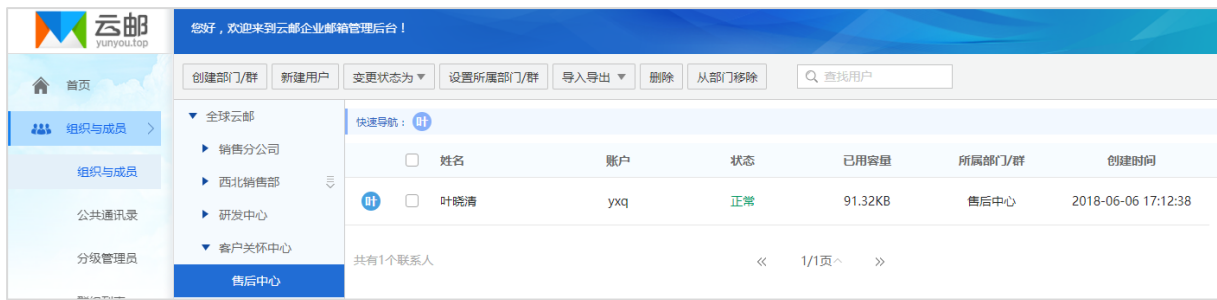 云邮
yunyou.top
您好，欢迎来到云邮企业邮箱管理后台！
首页
组织与成员
组织与成员
公共通讯录
分级管理员
创建部门/群 新建用户 变更状态为 设置所属部门/群 导入导出 删除 从部门移除 查找用户
全球云邮
销售分公司
西北销售部
研发中心
客户关怀中心
售后中心
快速导航： 叶
姓名 账户 状态 已用容量 所属部门/群 创建时间
叶 叶晓清 yxq 正常 91.32KB 售后中心 2018-06-06 17:12:38
共有1个联系人 1/1页